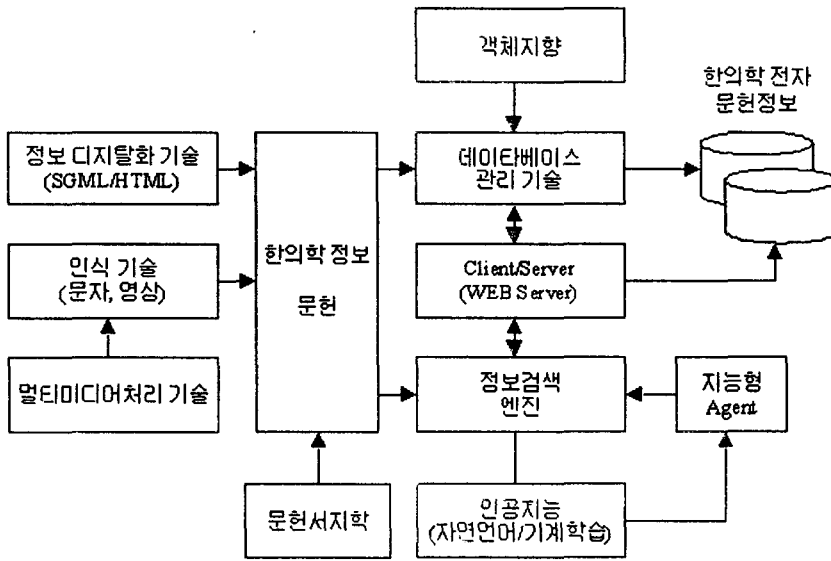 객체지향
한의학 전자
문헌정보
정보 디지탈화 기술
(SGML/HTML)
데이타베이스
관리 기술
한의학 정보
문헌
인식 기술
(문자, 영상)
Client/Server
(WEB Server)
멀티미디어처리 기술
정보검색
엔진
지능형
Agent
문헌서지학
인공지능
(자연언어/기계학습)